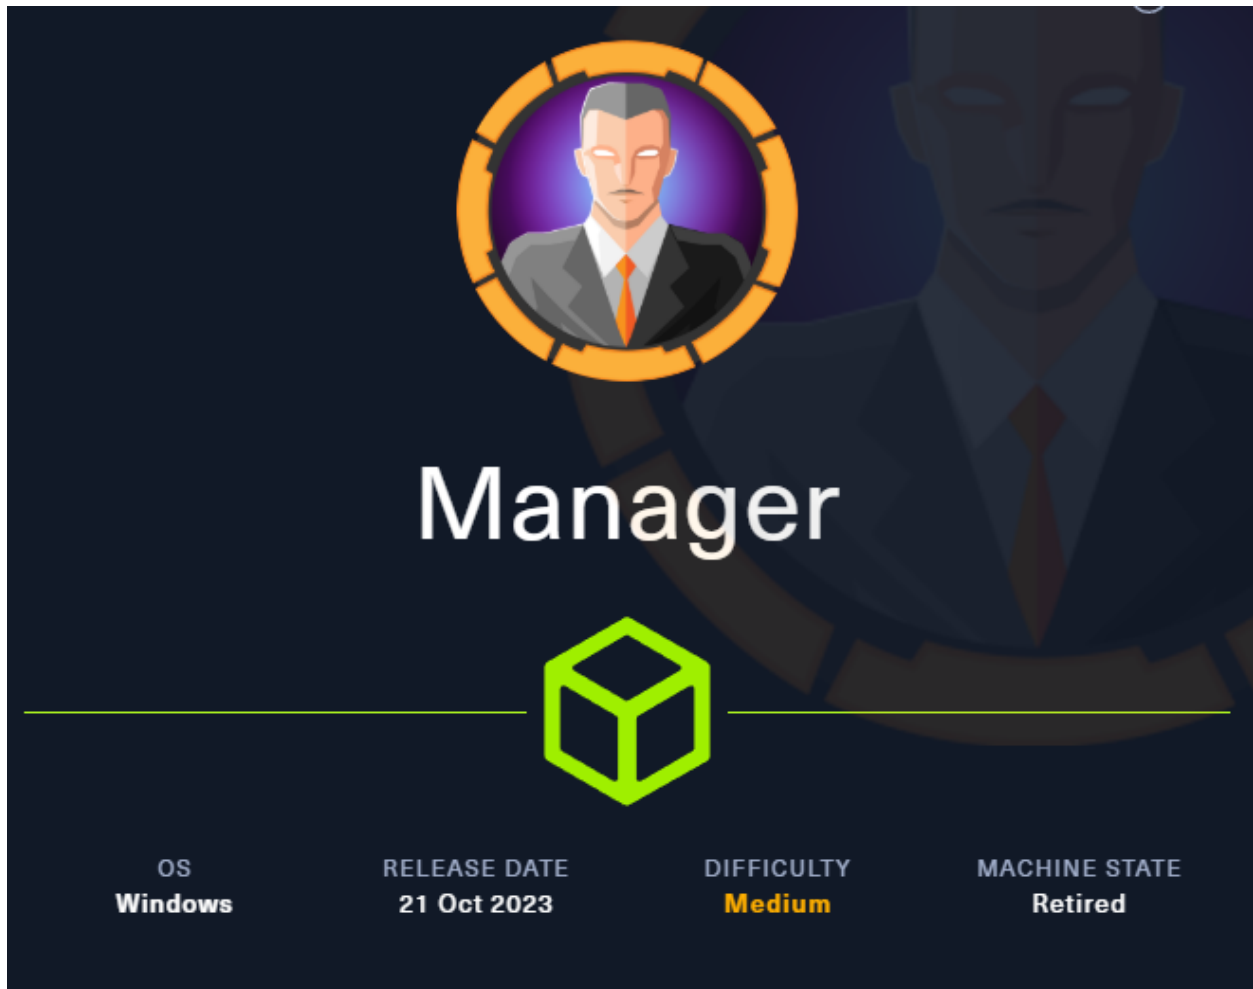 Manager
OS RELEASE DATE DIFFICULTY MACHINE STATE
Windows 21 Oct 2023 Medium Retired